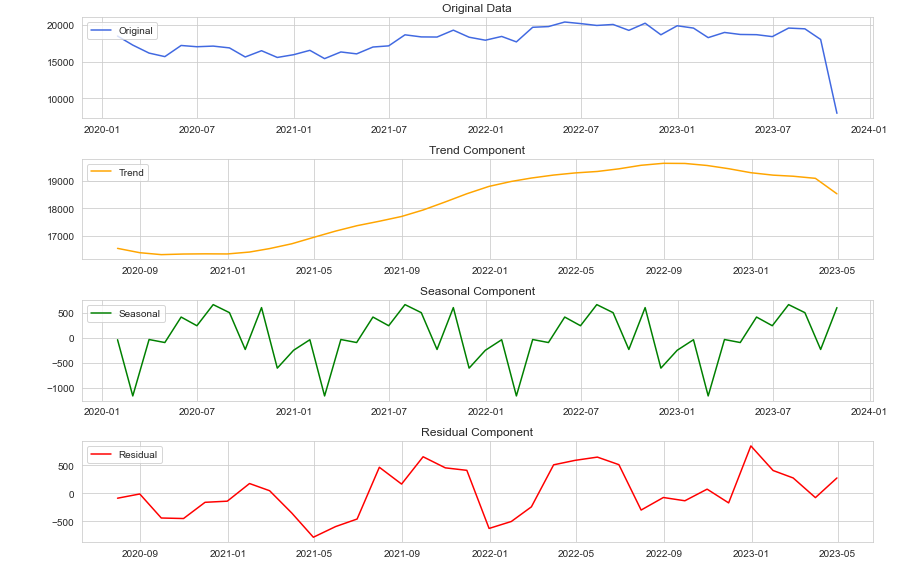 Original Data
Original
20000
15000
10000
2020-01 2020-07 2021-01 2021-07 2022-01 2022-07 2023-01 2023-07 2024-01
Trend Component
Trend
19000
18000
17000
2020-09 2021-01 2021-05 2021-09 2022-01 2022-05 2022-09 2023-01 2023-05
Seasonal Component
Seasonal
500
0
−500
−1000
2020-01 2020-07 2021-01 2021-07 2022-01 2022-07 2023-01 2023-07 2024-01
Residual Component
Residual
500
0
−500
2020-09 2021-01 2021-05 2021-09 2022-01 2022-05 2022-09 2023-01 2023-05